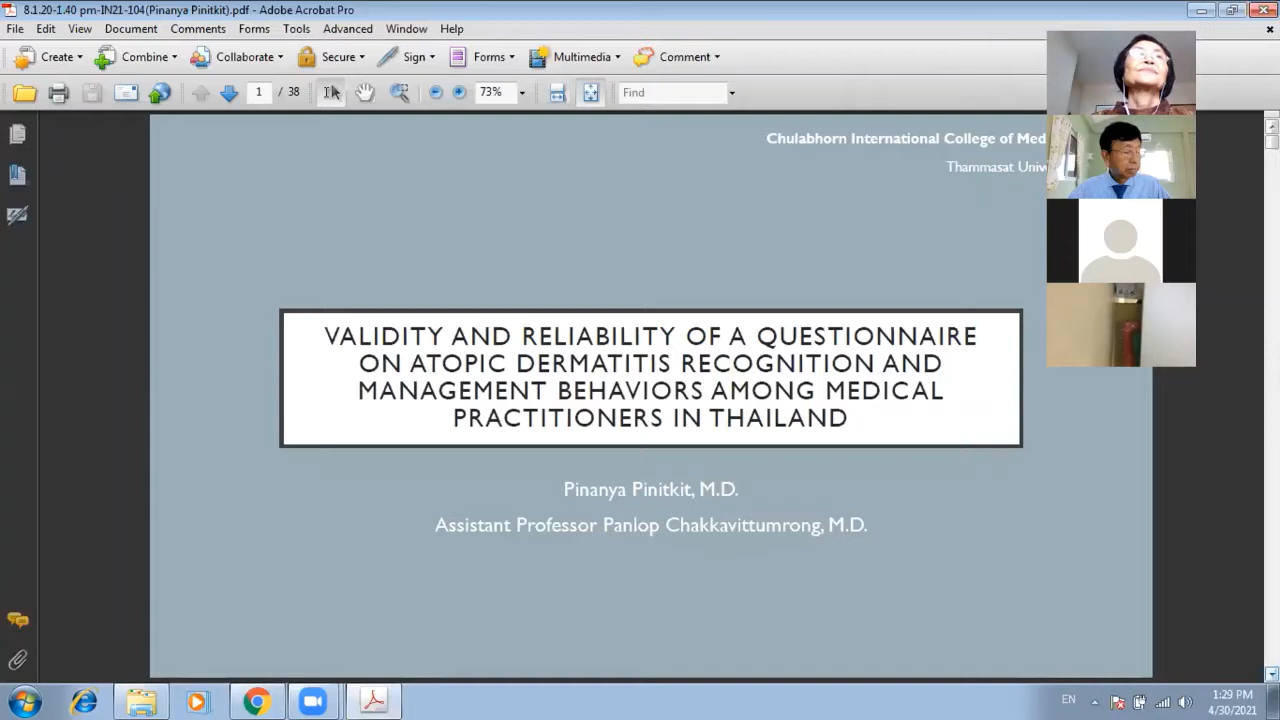 8.1.20-1.40 pm-IN21-104(Pinanya Pinitkit).pdf - Adobe Acrobat Pro
File Edit View Document Comments Forms Tools Advanced Window Help
Create Combine Collaborate Secure Sign Forms Multimedia Comment
1 / 38 73% Find
Chulabhorn International College of Med
Thammasat Univ
VALIDITY AND RELIABILITY OF A QUESTIONNAIRE
ON ATOPIC DERMATITIS RECOGNITION AND
MANAGEMENT BEHAVIORS AMONG MEDICAL
PRACTITIONERS IN THAILAND
Pinanya Pinitkit, M.D.
Assistant Professor Panlop Chakkavittumrong, M.D.
EN
1:29 PM
4/30/2021